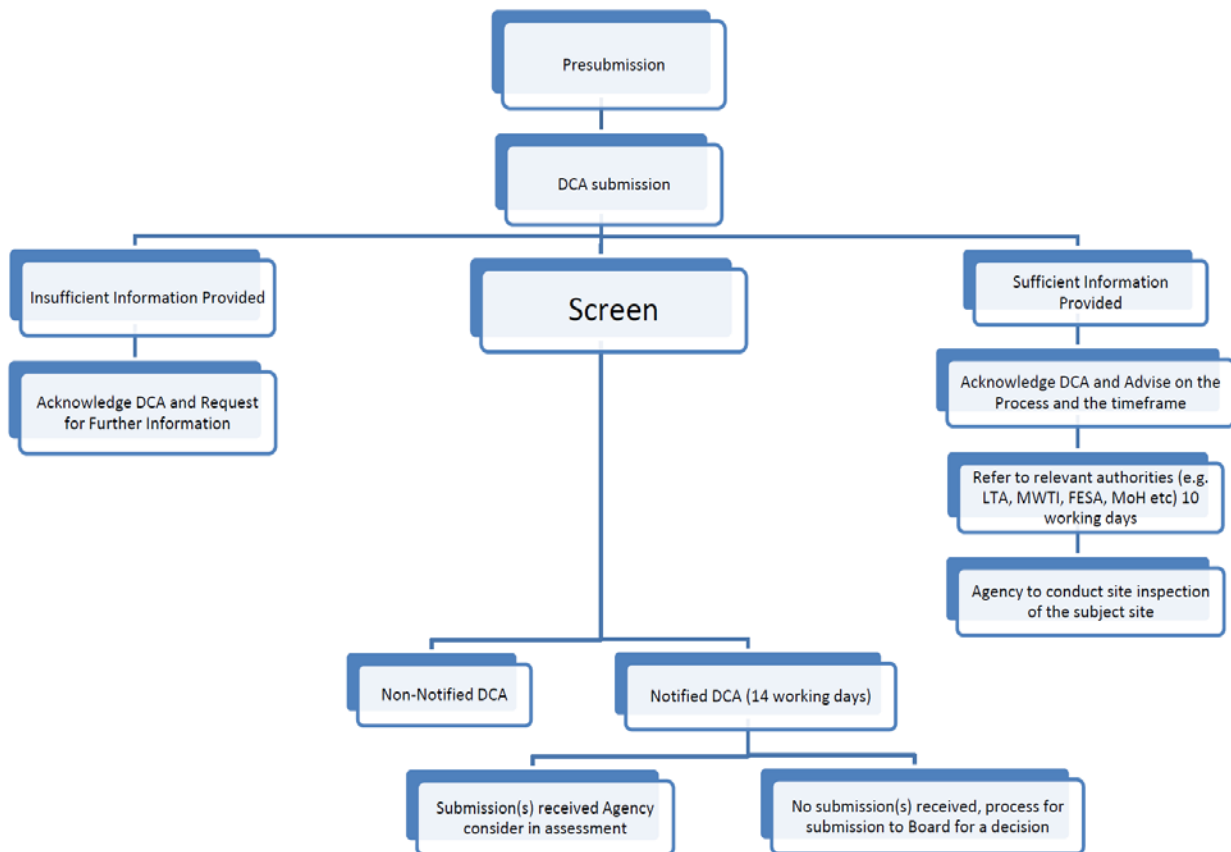 Presubmission
DCA submission
Insufficient Information Provided
Screen
Sufficient Information
Provided
Acknowledge DCA and Request
for Further Information
Acknowledge DCA and Advise on the
Process and the timeframe
Refer to relevant authorities (e.g.
LTA, MWTI, FESA, MoH etc) 10
working days
Agency to conduct site inspection
of the subject site
Non-Notified DCA
Notified DCA (14 working days)
Submission(s) received Agency
consider in assessment
No submission(s) received, process for
submission to Board for a decision